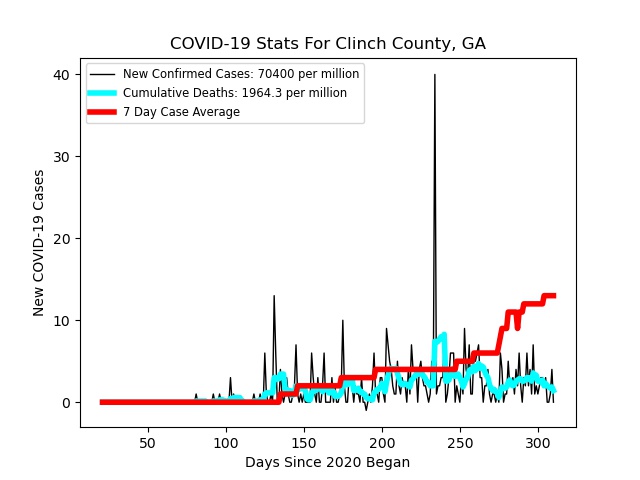 COVID-19 Stats For Clinch County, GA
New Confirmed Cases: 70400 per million
Cumulative Deaths: 1964.3 per million
7 Day Case Average
New COVID-19 Cases
40
30
20
10
0
50 100 150 200 250 300
Days Since 2020 Began